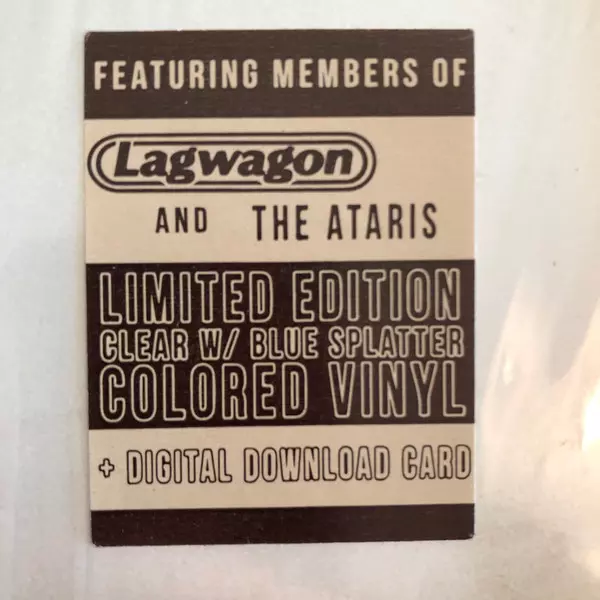 FEATURING MEMBERS OF
Lagwagon
AND THE ATARIS
LIMITED EDITION
CLEAR W/ BLUE SPLATTER
COLORED VINYL
+ DIGITAL DOWNLOAD CARD